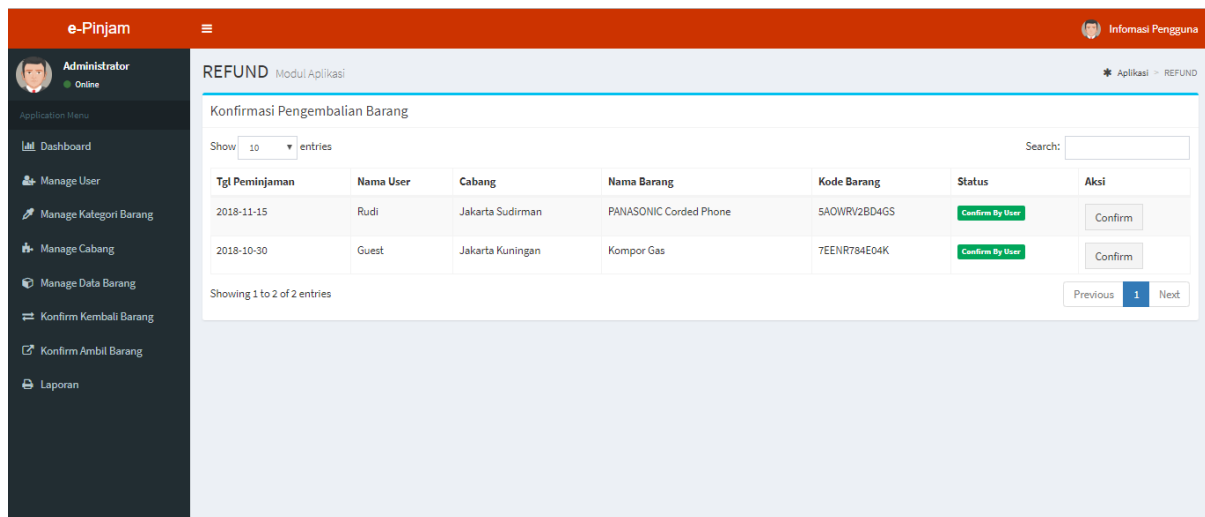 e-Pinjam
Infomasi Pengguna
Administrator
Online
Application Menu
Dashboard
Manage User
Manage Kategori Barang
Manage Cabang
Manage Data Barang
Konfirm Kembali Barang
Konfirm Ambil Barang
Laporan
REFUND Modul Aplikasi
Aplikasi > REFUND
Konfirmasi Pengembalian Barang
Show 10 entries
Search:
Tgl Peminjaman Nama User Cabang Nama Barang Kode Barang Status Aksi
2018-11-15 Rudi Jakarta Sudirman PANASONIC Corded Phone 5AOWRV2BD4GS Confirm By User Confirm
2018-10-30 Guest Jakarta Kuningan Kompor Gas 7EENR784E04K Confirm By User Confirm
Showing 1 to 2 of 2 entries
Previous 1 Next